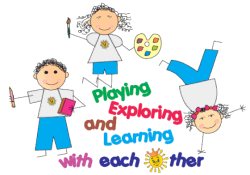 Playing
Exploring
and
Learning
with each other